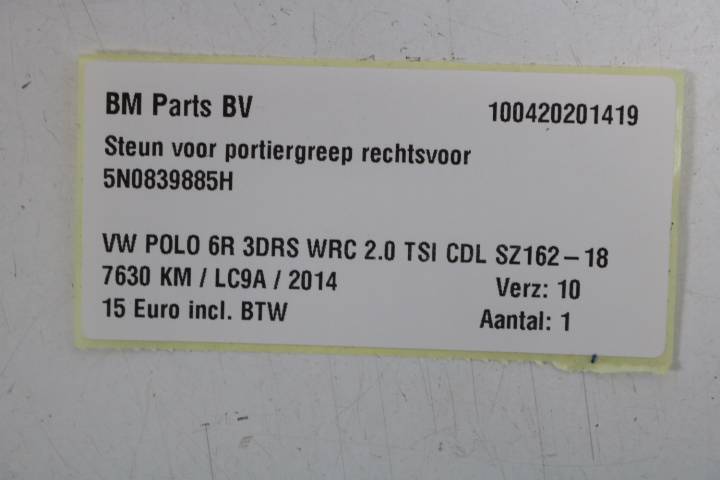 BM Parts BV 100420201419
Steun voor portiergreep rechtsvoor
5N0839885H
VW POLO 6R 3DRS WRC 2.0 TSI CDL SZ162-18
7630 KM / LC9A / 2014 Verz: 10
15 Euro incl. BTW Aantal: 1